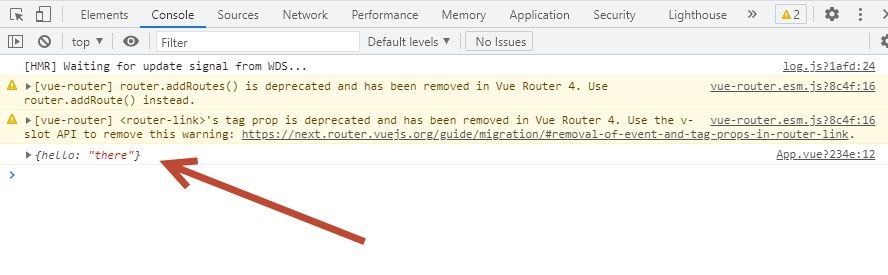 Elements Console Sources Network Performance Memory Security Lighthouse » 2
top Filter Default levels No Issues
[HMR] Waiting for update signal from WDS... log.js?1afd:24
[vue-router] router.addRoutes() is deprecated and has been removed in Vue Router 4. Use vue-router.esm.js?8c4f:16
router.addRoute() instead.
[vue-router] <router-link>'s tag prop is deprecated and has been removed in Vue Router 4. Use the v- vue-router.esm.js?8c4f:16
slot API to remove this warning: https://next.router.vuejs.org/guide/migration/#removal-of-event-and-tag-props-in-router-link.
{hello: "there"} App.vue?234e:12